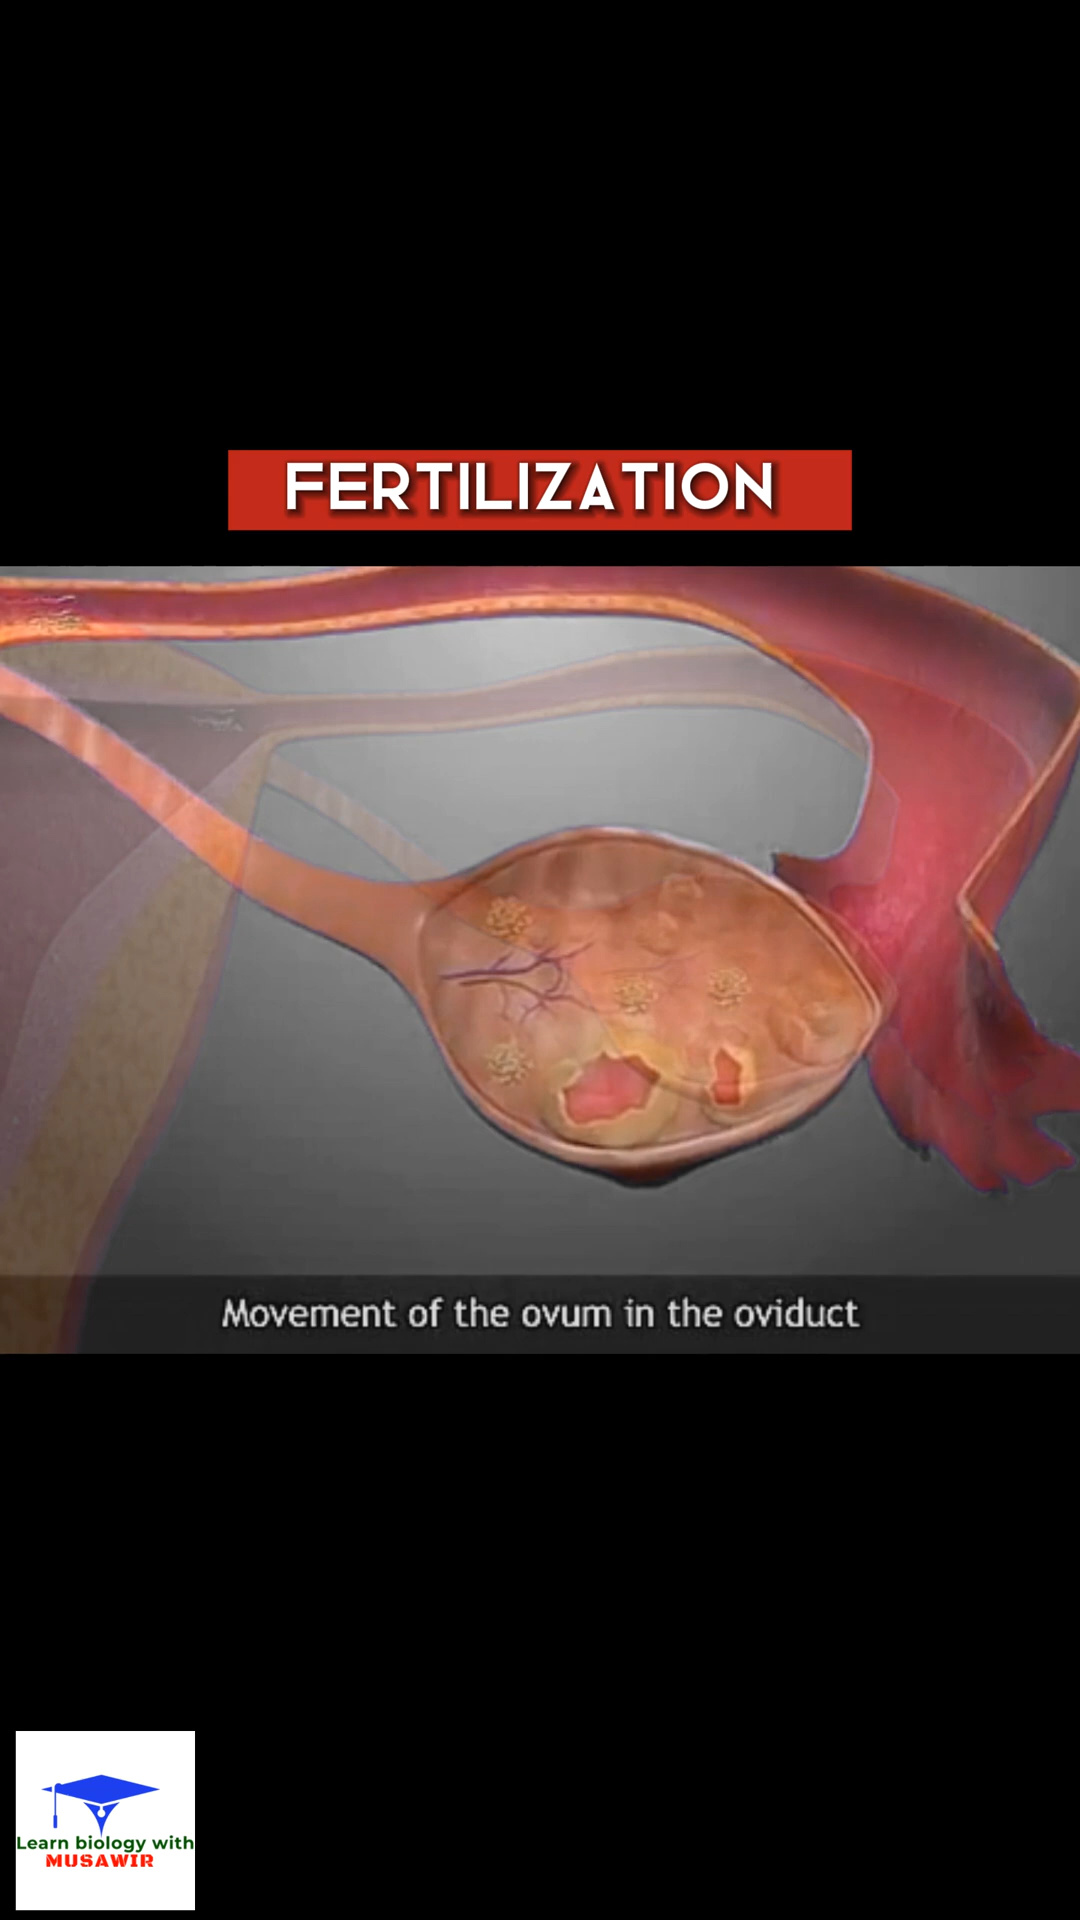 FERTILIZATION
Movement of the ovum in the oviduct
Learn biology with
MUSAWIR